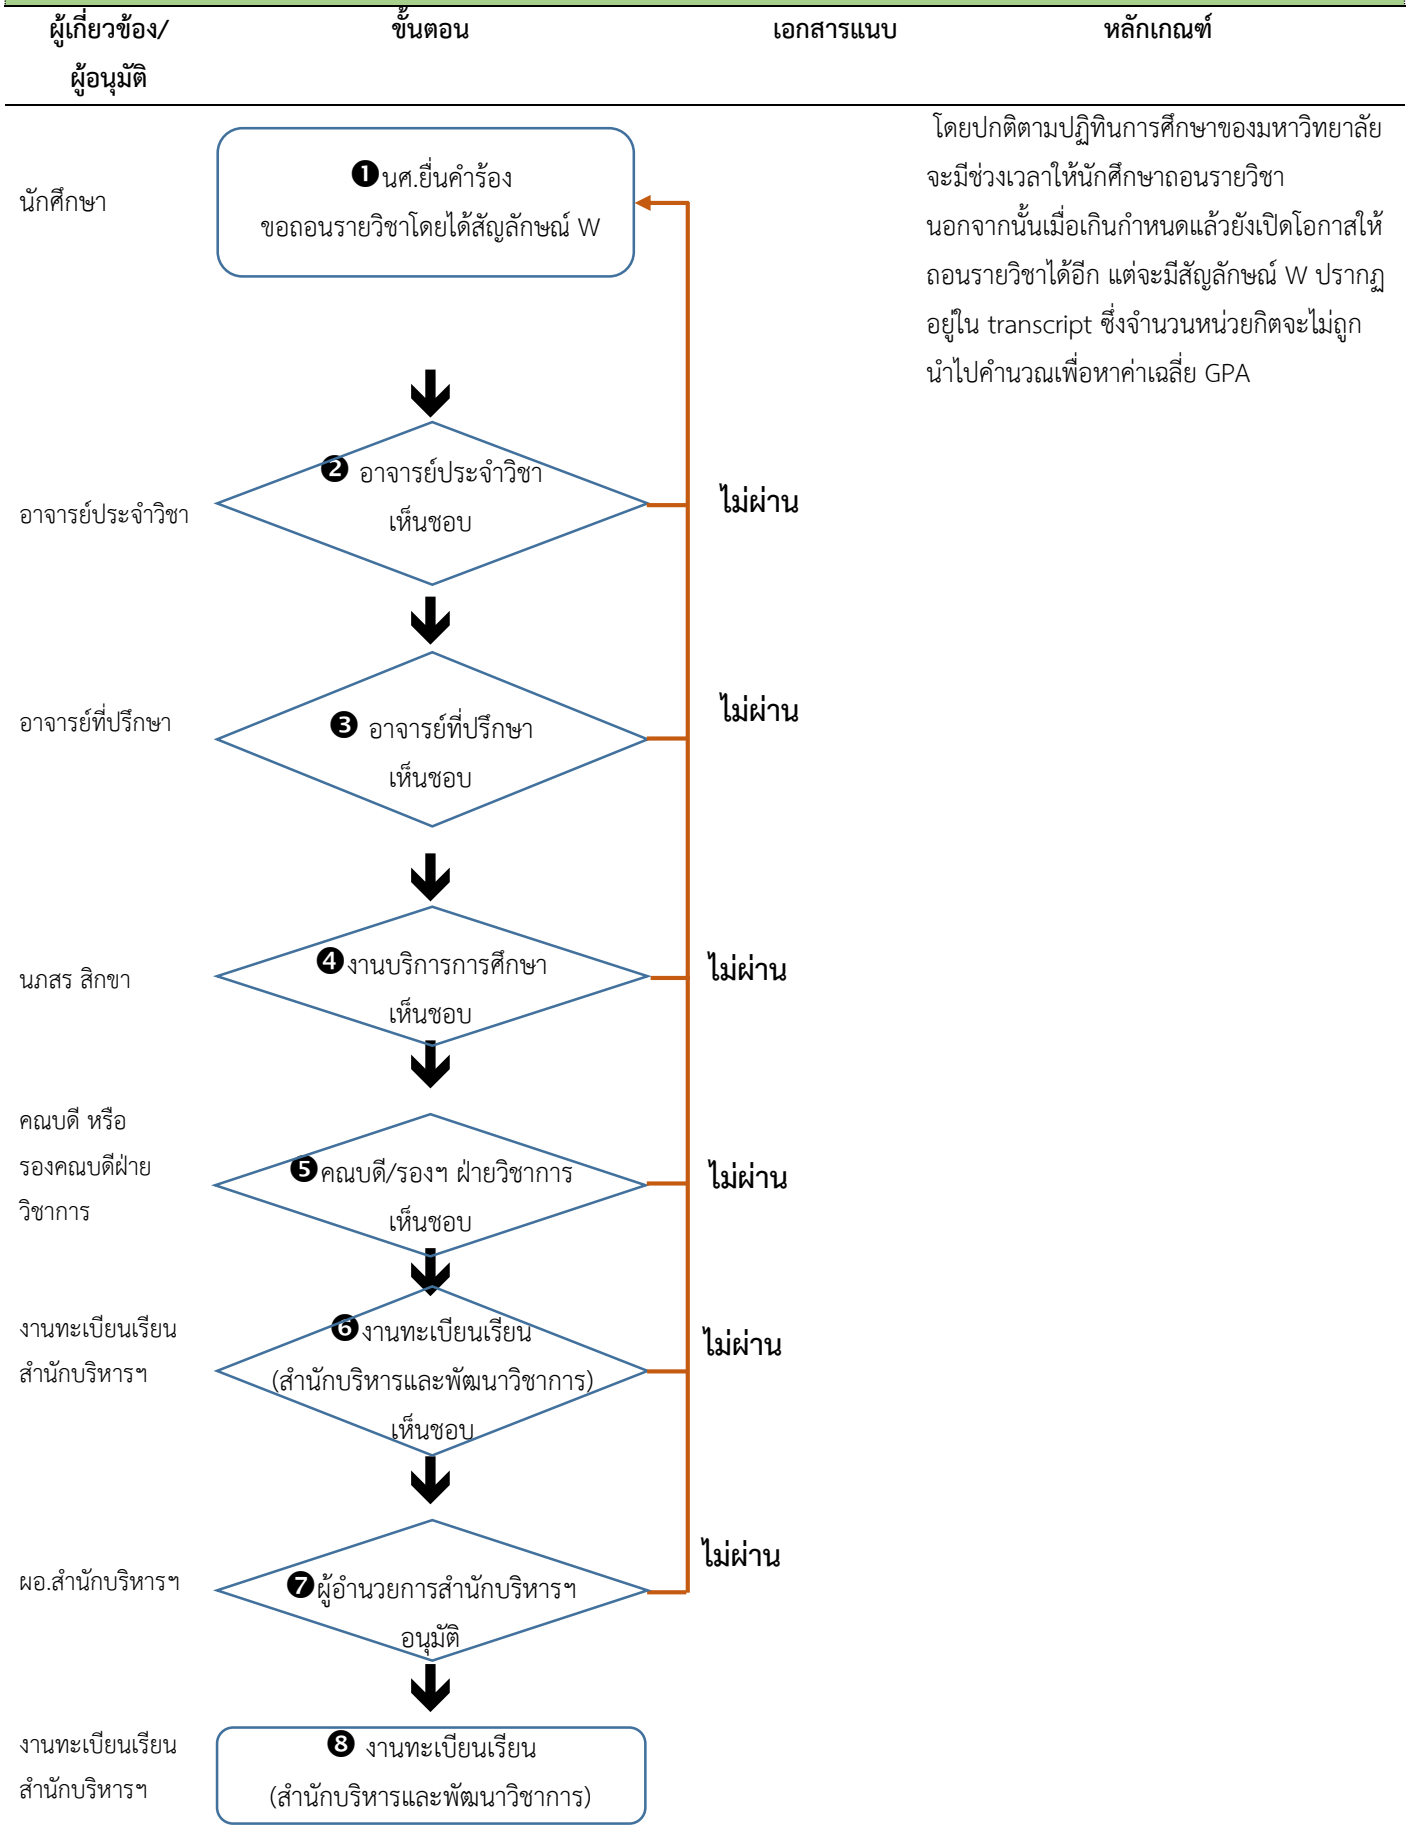 ผู้เกี่ยวข้อง/
ผู้อนุมัติ
ขั้นตอน
เอกสารแนบ
หลักเกณฑ์
นักศึกษา
❶นศ.ยื่นคำร้อง
ขอถอนรายวิชาโดยได้สัญลักษณ์ W
โดยปกติตามปฏิทินการศึกษาของมหาวิทยาลัย
จะมีช่วงเวลาให้นักศึกษาถอนรายวิชา
นอกจากนั้นเมื่อเกินกำหนดแล้วยังเปิดโอกาสให้
ถอนรายวิชาได้อีก แต่จะมีสัญลักษณ์ W ปรากฏ
อยู่ใน transcript ซึ่งจำนวนหน่วยกิตจะไม่ถูก
นำไปคำนวณเพื่อหาค่าเฉลี่ย GPA
อาจารย์ประจำวิชา
❷ อาจารย์ประจำวิชา
เห็นชอบ
ไม่ผ่าน
อาจารย์ที่ปรึกษา
❸ อาจารย์ที่ปรึกษา
เห็นชอบ
ไม่ผ่าน
นภสร สิกขา
❹งานบริการการศึกษา
เห็นชอบ
ไม่ผ่าน
คณบดี หรือ
รองคณบดีฝ่าย
วิชาการ
❺คณบดี/รองฯ ฝ่ายวิชาการ
เห็นชอบ
ไม่ผ่าน
งานทะเบียนเรียน
สำนักบริหารฯ
❻งานทะเบียนเรียน
(สำนักบริหารและพัฒนาวิชาการ)
เห็นชอบ
ไม่ผ่าน
ผอ.สำนักบริหารฯ
❼ผู้อำนวยการสำนักบริหารฯ
อนุมัติ
ไม่ผ่าน
งานทะเบียนเรียน
สำนักบริหารฯ
❽ งานทะเบียนเรียน
(สำนักบริหารและพัฒนาวิชาการ)